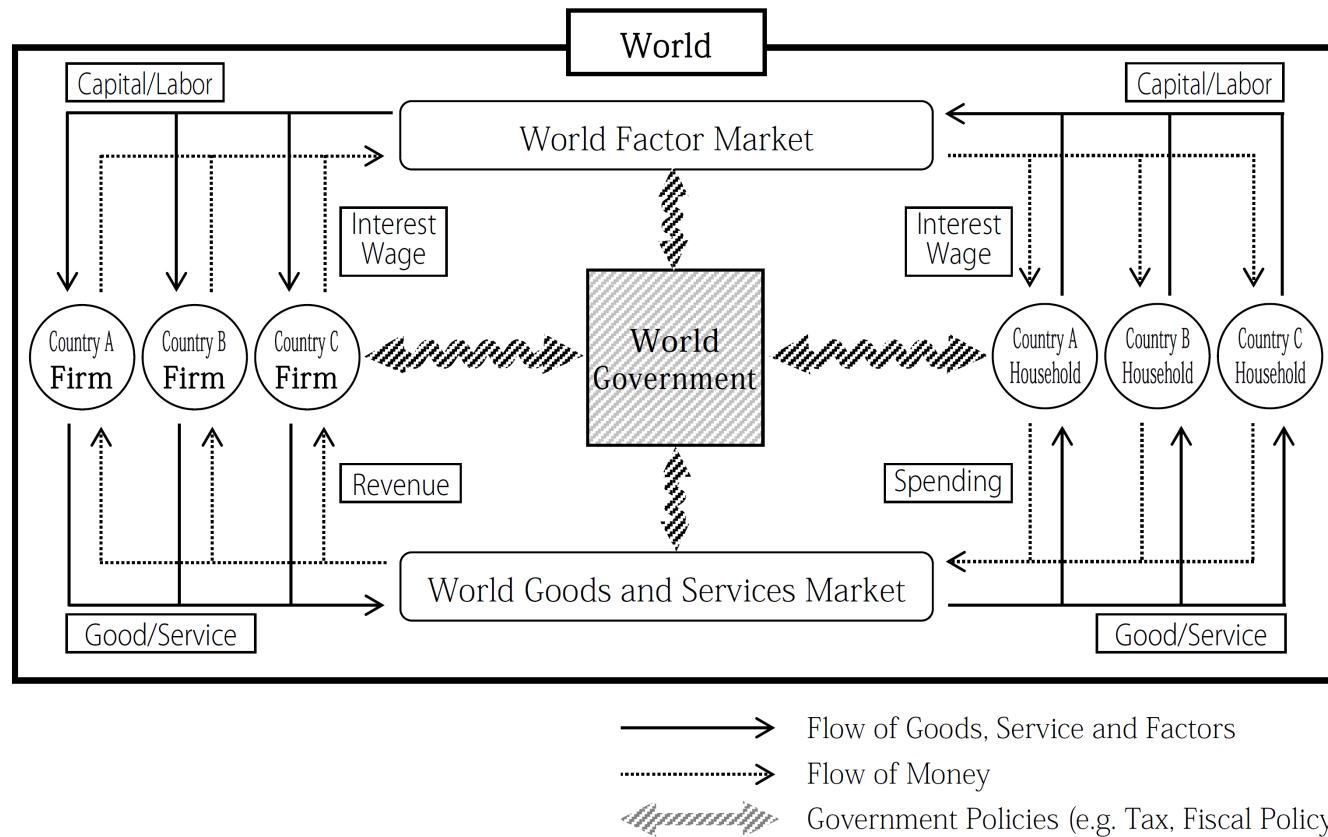 World
Capital/Labor
Capital/Labor
World Factor Market
Interest
Wage
Interest
Wage
Country A
Firm
Country B
Firm
Country C
Firm
World
Government
Country A
Household
Country B
Household
Country C
Household
Revenue
Spending
World Goods and Services Market
Good/Service
Good/Service
Flow of Goods, Service and Factors
Flow of Money
Government Policies (e.g. Tax, Fiscal Policy